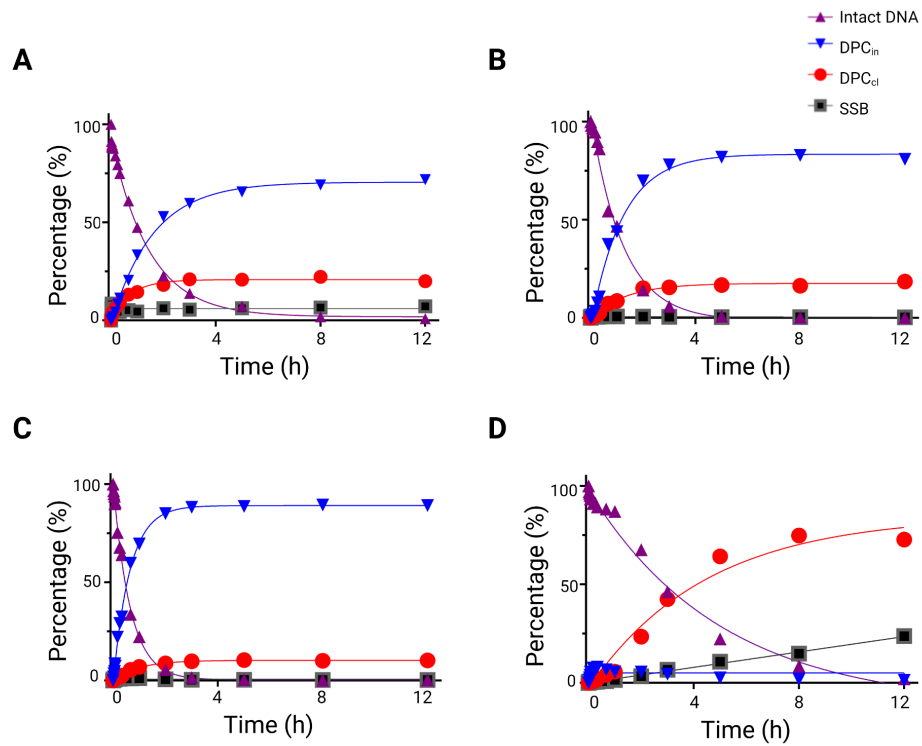 Intact DNA
DPCin
DPCcl
SSB
A
B
100
50
0
Percentage (%)
0 4 8 12
Time (h)
100
50
0
Percentage (%)
0 4 8 12
Time (h)
C
D
100
50
0
Percentage (%)
0 4 8 12
Time (h)
100
50
0
Percentage (%)
0 4 8 12
Time (h)